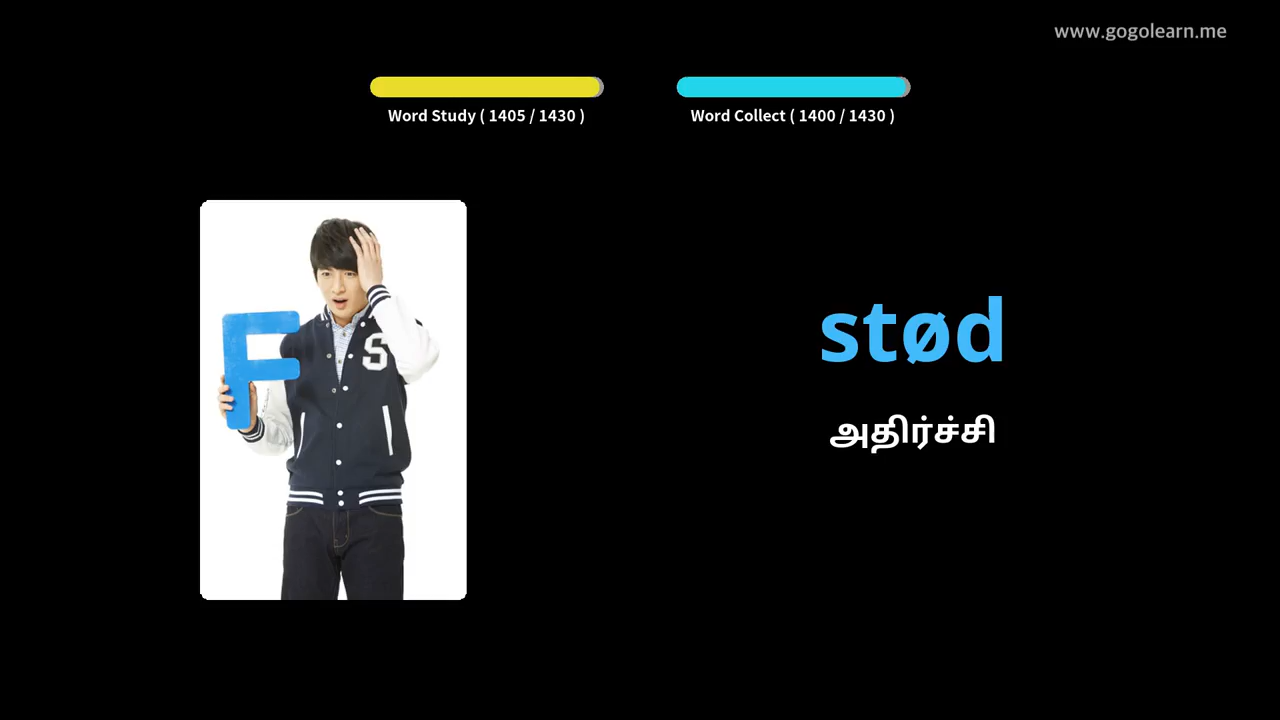 www.gogolearn.me
Word Study ( 1405 / 1430 )
Word Collect ( 1400 / 1430 )
F
S
stød
அதிர்ச்சி